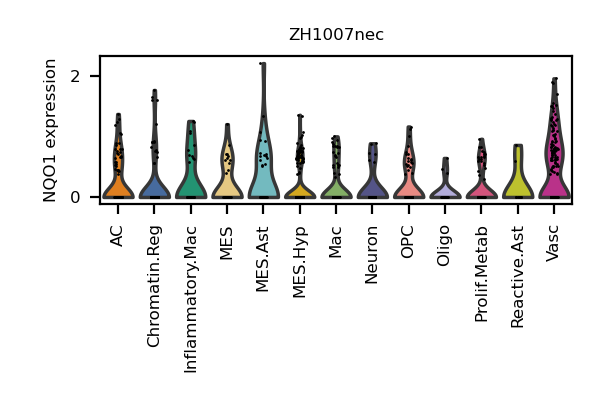 ZH1007nec
NQO1 expression
2
0
AC
Chromatin.Reg
Inflammatory.Mac
MES
MES.Ast
MES.Hyp
Mac
Neuron
OPC
Oligo
Prolif.Metab
Reactive.Ast
Vasc